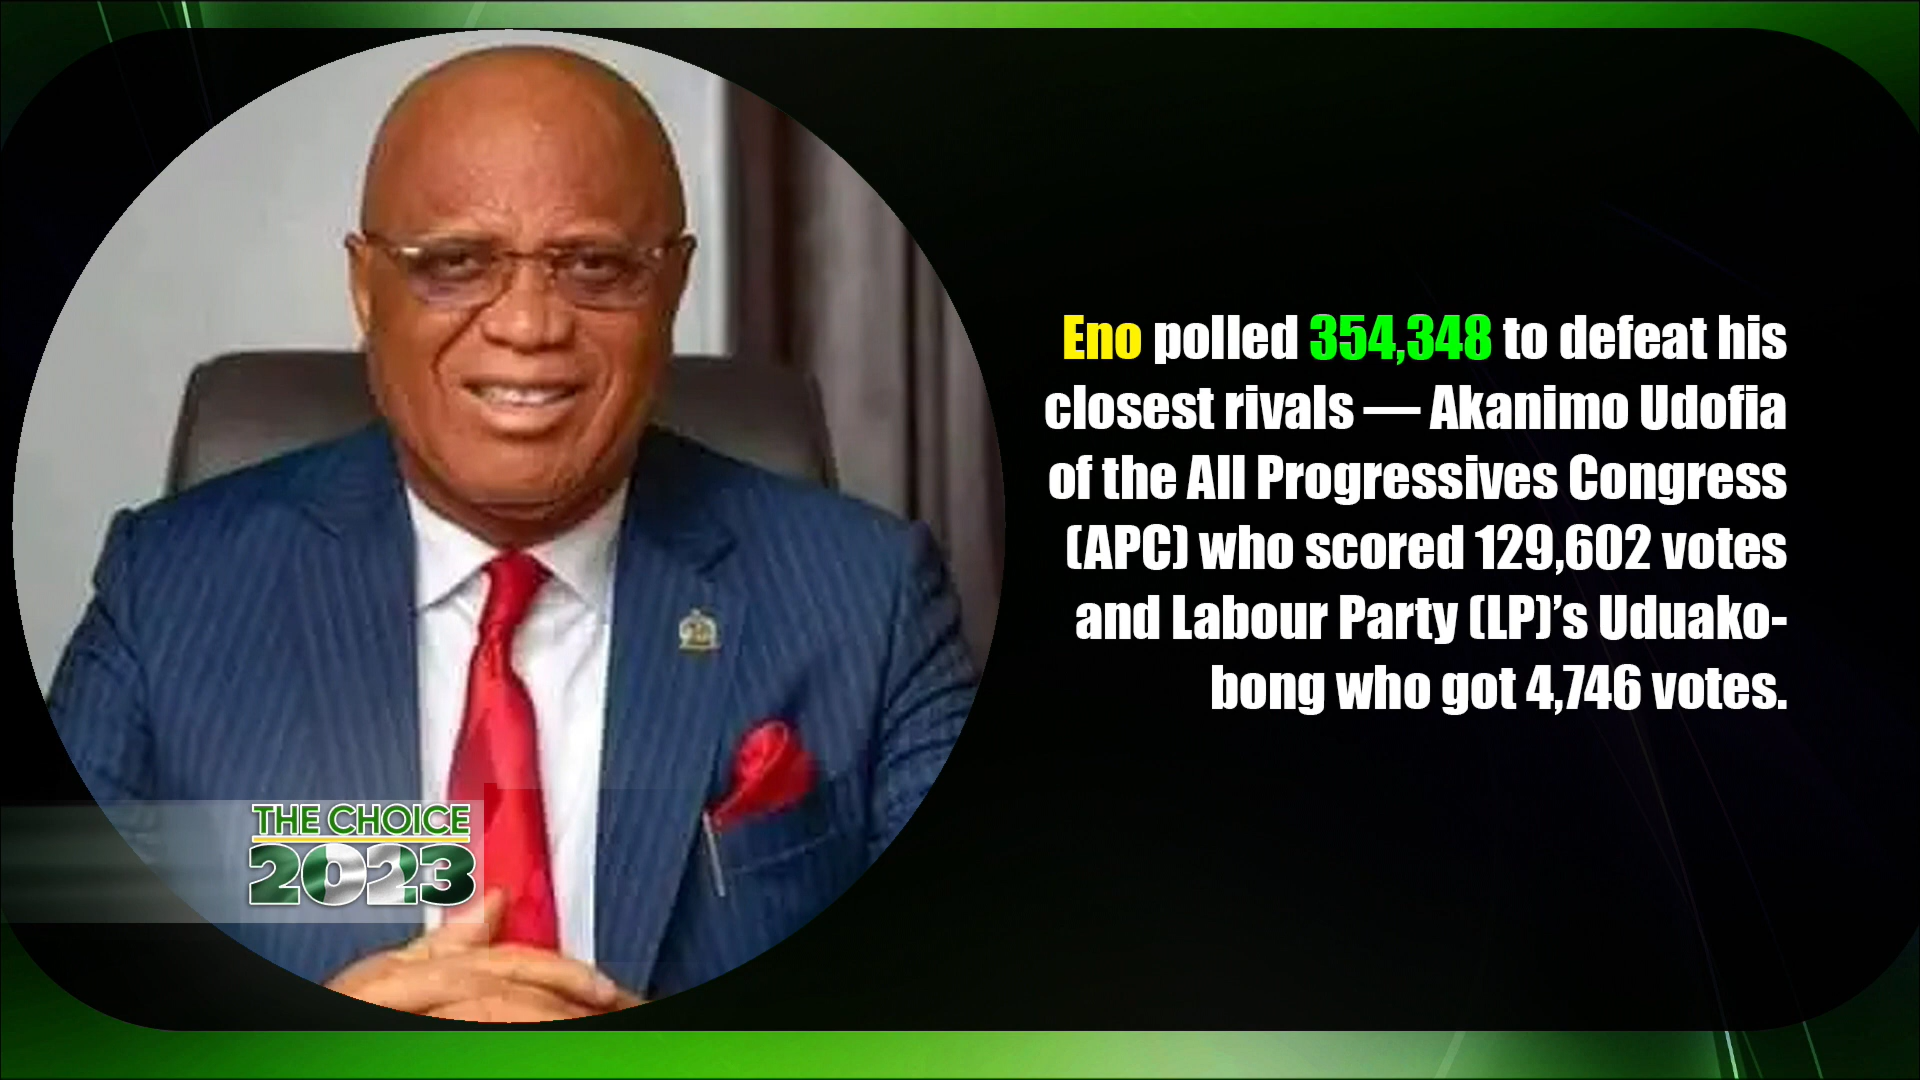 Eno polled 354,348 to defeat his
closest rivals — Akanimo Udofia
of the All Progressives Congress
(APC) who scored 129,602 votes
and Labour Party (LP)’s Uduako-
bong who got 4,746 votes.
THE CHOICE
2023